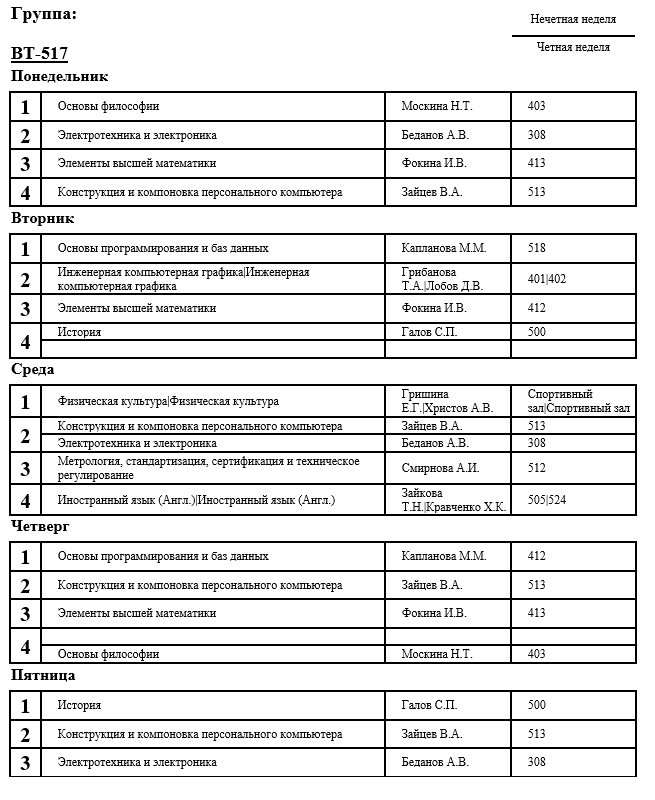 Группа:
Нечетная неделя
Четная неделя
ВТ-517
Понедельник
1 Основы философии Москина Н.Т. 403
2 Электротехника и электроника Беданов А.В. 308
3 Элементы высшей математики Фокина И.В. 413
4 Конструкция и компоновка персонального компьютера Зайцев В.А. 513
Вторник
1 Основы программирования и баз данных Капланова М.М. 518
2 Инженерная компьютерная графика|Инженерная
компьютерная графика
Грибанова
Т.А.|Лобов Д.В.
401|402
3 Элементы высшей математики Фокина И.В. 412
4 История Галов С.П. 500
Среда
1 Физическая культура|Физическая культура
Гришина
Е.Г.|Христов А.В.
Спортивный
зал|Спортивный зал
2 Конструкция и компоновка персонального компьютера Зайцев В.А. 513
Электротехника и электроника Беданов А.В. 308
3 Метрология, стандартизация, сертификация и техническое
регулирование
Смирнова А.И. 512
4 Иностранный язык (Англ.)|Иностранный язык (Англ.)
Зайкова
Т.Н.|Кравченко Х.К.
505|524
Четверг
1 Основы программирования и баз данных Капланова М.М. 412
2 Конструкция и компоновка персонального компьютера Зайцев В.А. 513
3 Элементы высшей математики Фокина И.В. 413
4
Основы философии Москина Н.Т. 403
Пятница
1 История Галов С.П. 500
2 Конструкция и компоновка персонального компьютера Зайцев В.А. 513
3 Электротехника и электроника Беданов А.В. 308